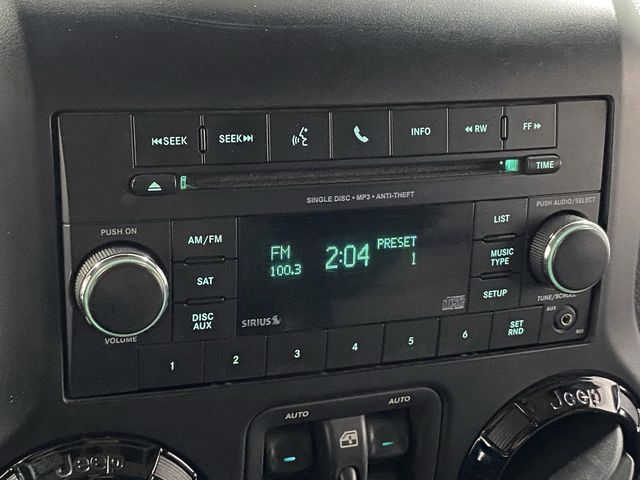 ⏮SEEK SEEK⏭ INFO ◀◀RW FF▶▶
TIME
SINGLE DISC • MP3 • ANTI-THEFT
PUSH ON
PUSH AUDIO/SELECT
AM/FM
SAT
DISC AUX
FM 2:04 PRESET
100.3 1
SIRIUS
LIST
MUSIC TYPE
SETUP
VOLUME
TUNE/SCROLL
AUX
1 2 3 4 5 6 SET RND
AUTO AUTO
Jeep
Jeep